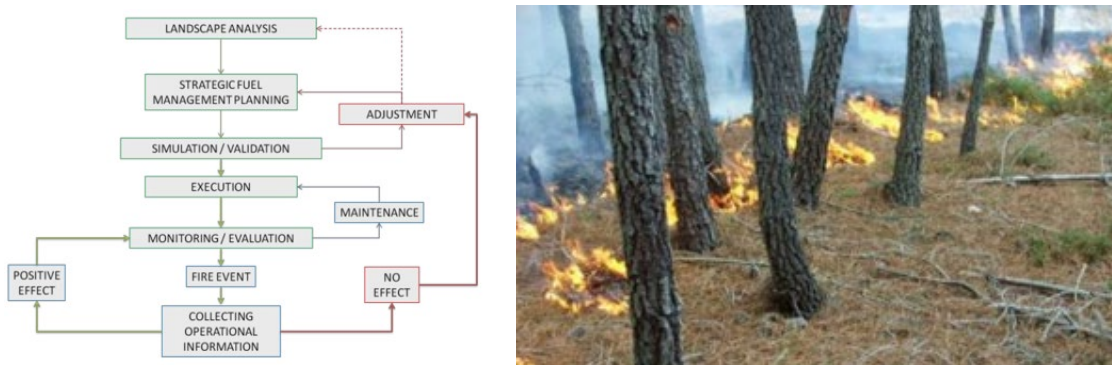 LANDSCAPE ANALYSIS
STRATEGIC FUEL
MANAGEMENT PLANNING
ADJUSTMENT
SIMULATION / VALIDATION
EXECUTION
MAINTENANCE
MONITORING / EVALUATION
POSITIVE
EFFECT
FIRE EVENT
NO
EFFECT
COLLECTING
OPERATIONAL
INFORMATION